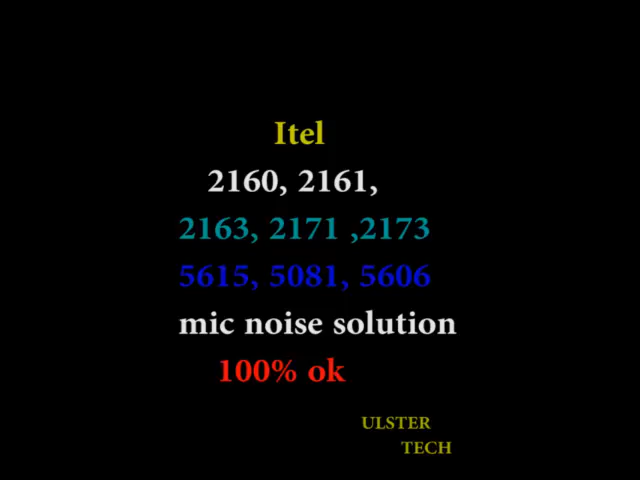 Itel
2160, 2161,
2163, 2171 ,2173
5615, 5081, 5606
mic noise solution
100% ok
ULSTER
TECH